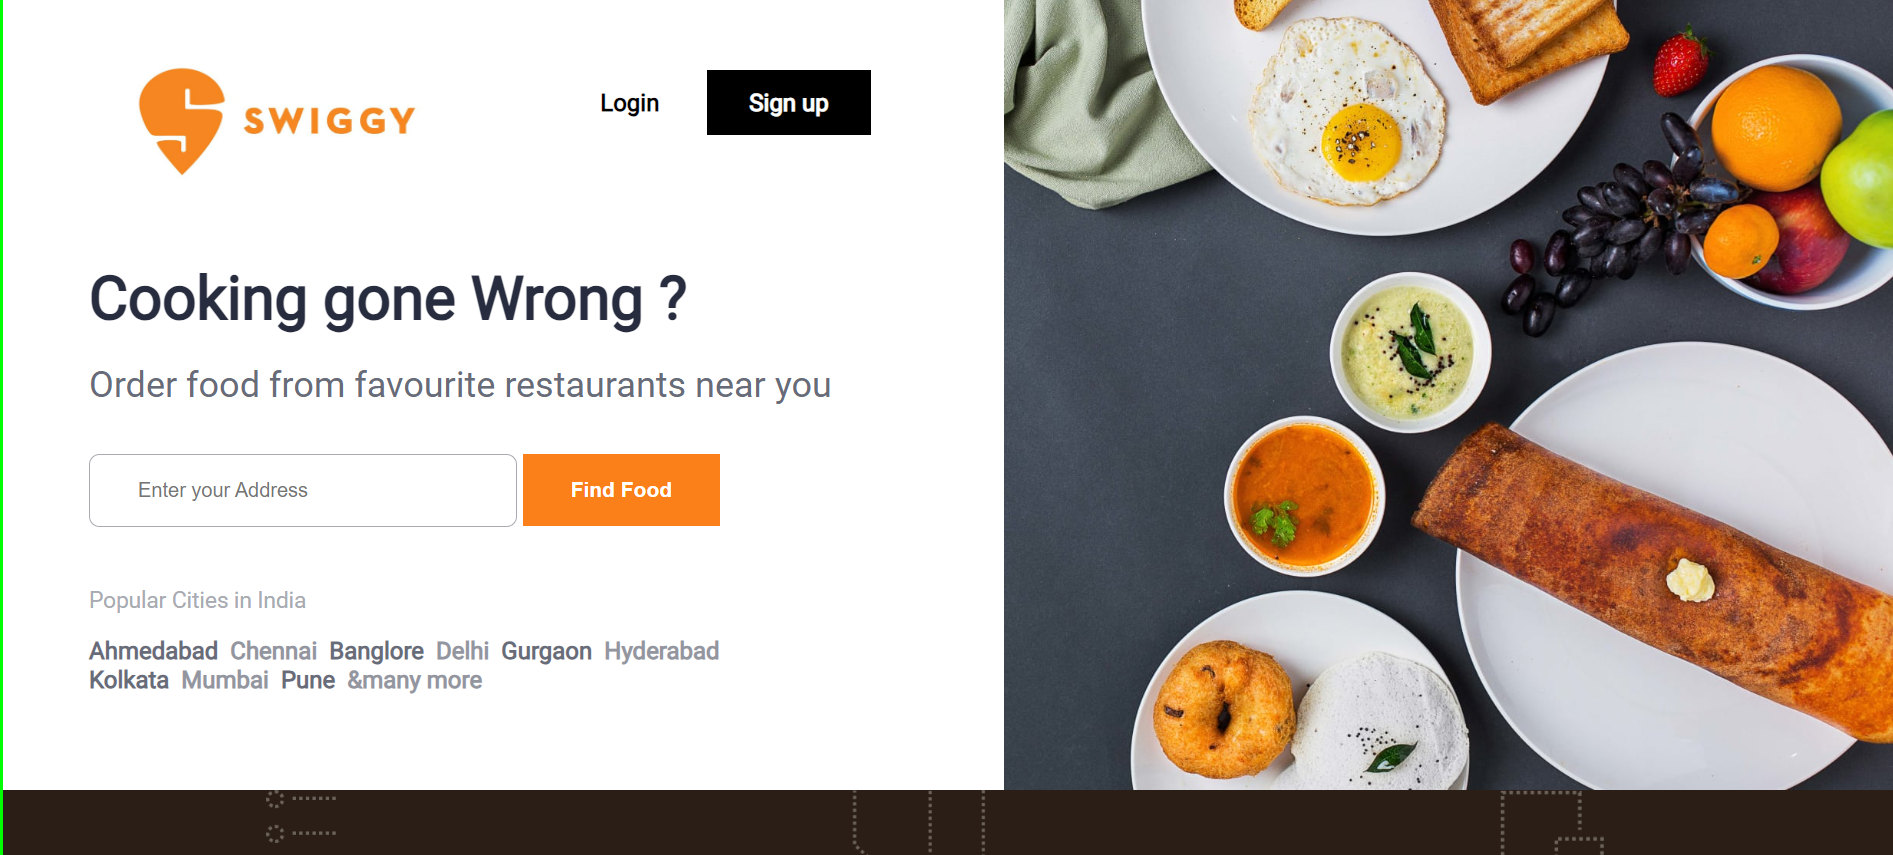 SWIGGY
Login
Sign up
Cooking gone Wrong ?
Order food from favourite restaurants near you
Enter your Address
Find Food
Popular Cities in India
Ahmedabad Chennai Banglore Delhi Gurgaon Hyderabad
Kolkata Mumbai Pune &many more